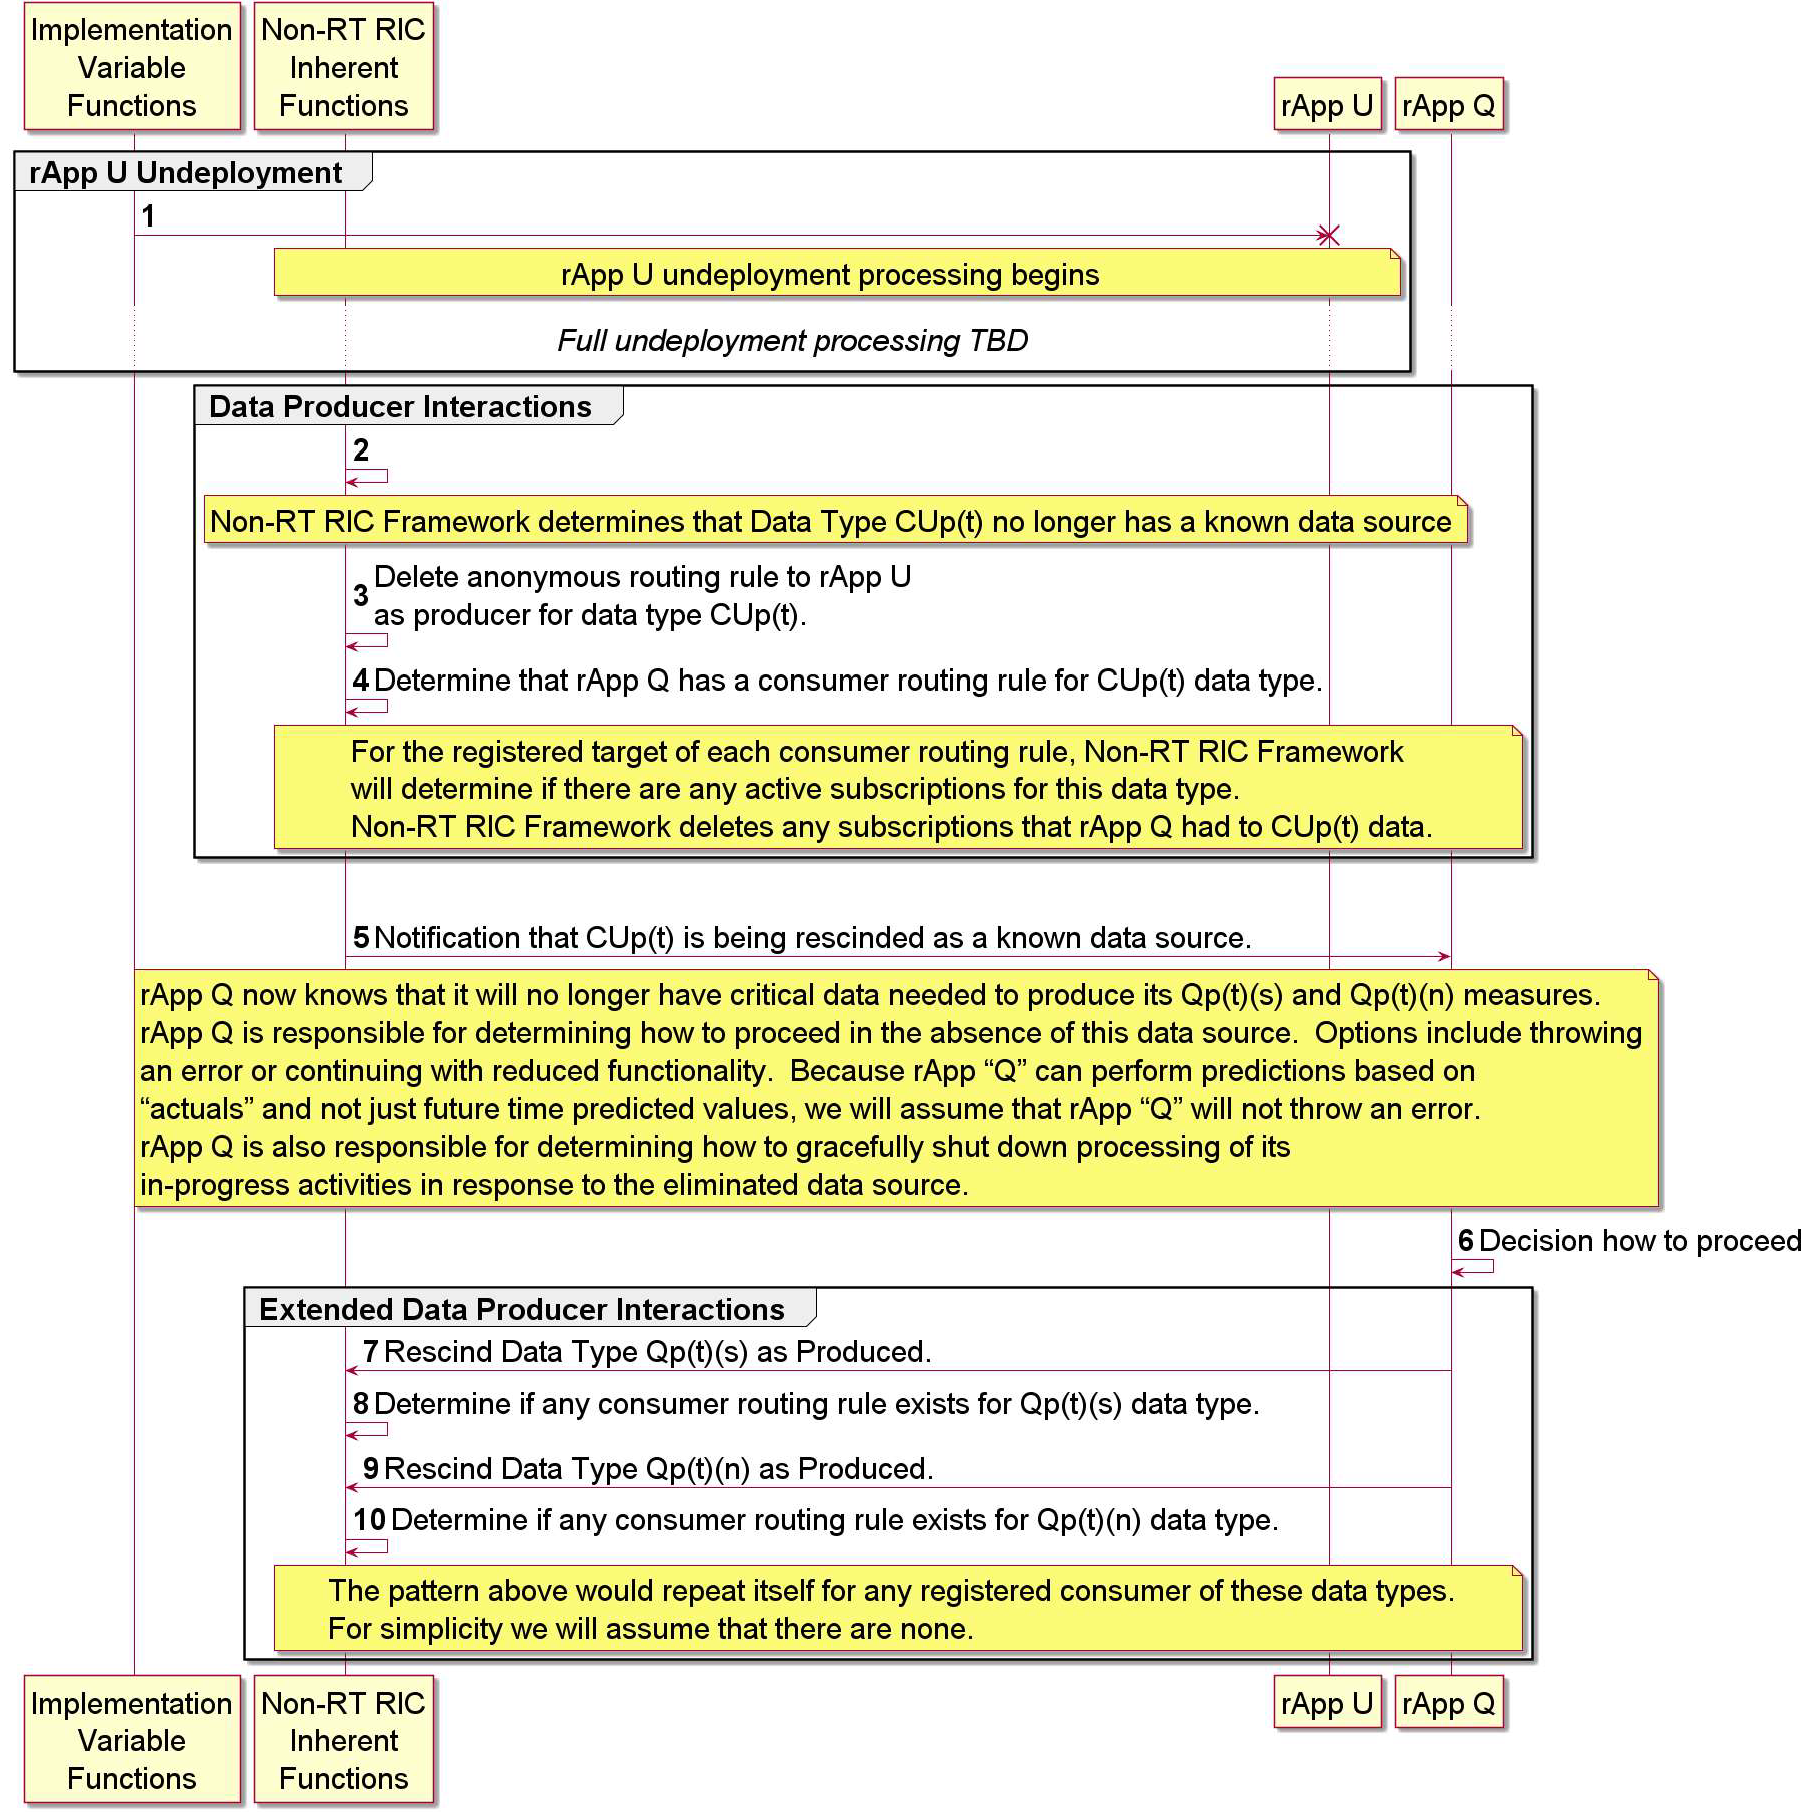 Implementation
Variable
Functions
Non-RT RIC
Inherent
Functions
rApp U
rApp Q
rApp U Undeployment
1
rApp U undeployment processing begins
Full undeployment processing TBD
Data Producer Interactions
2
Non-RT RIC Framework determines that Data Type CUp(t) no longer has a known data source
3 Delete anonymous routing rule to rApp U
as producer for data type CUp(t).
4 Determine that rApp Q has a consumer routing rule for CUp(t) data type.
For the registered target of each consumer routing rule, Non-RT RIC Framework
will determine if there are any active subscriptions for this data type.
Non-RT RIC Framework deletes any subscriptions that rApp Q had to CUp(t) data.
5 Notification that CUp(t) is being rescinded as a known data source.
rApp Q now knows that it will no longer have critical data needed to produce its Qp(t)(s) and Qp(t)(n) measures.
rApp Q is responsible for determining how to proceed in the absence of this data source.  Options include throwing
an error or continuing with reduced functionality.  Because rApp “Q” can perform predictions based on
“actuals” and not just future time predicted values, we will assume that rApp “Q” will not throw an error.
rApp Q is also responsible for determining how to gracefully shut down processing of its
in-progress activities in response to the eliminated data source.
6 Decision how to proceed
Extended Data Producer Interactions
7 Rescind Data Type Qp(t)(s) as Produced.
8 Determine if any consumer routing rule exists for Qp(t)(s) data type.
9 Rescind Data Type Qp(t)(n) as Produced.
10 Determine if any consumer routing rule exists for Qp(t)(n) data type.
The pattern above would repeat itself for any registered consumer of these data types.
For simplicity we will assume that there are none.
Implementation
Variable
Functions
Non-RT RIC
Inherent
Functions
rApp U
rApp Q